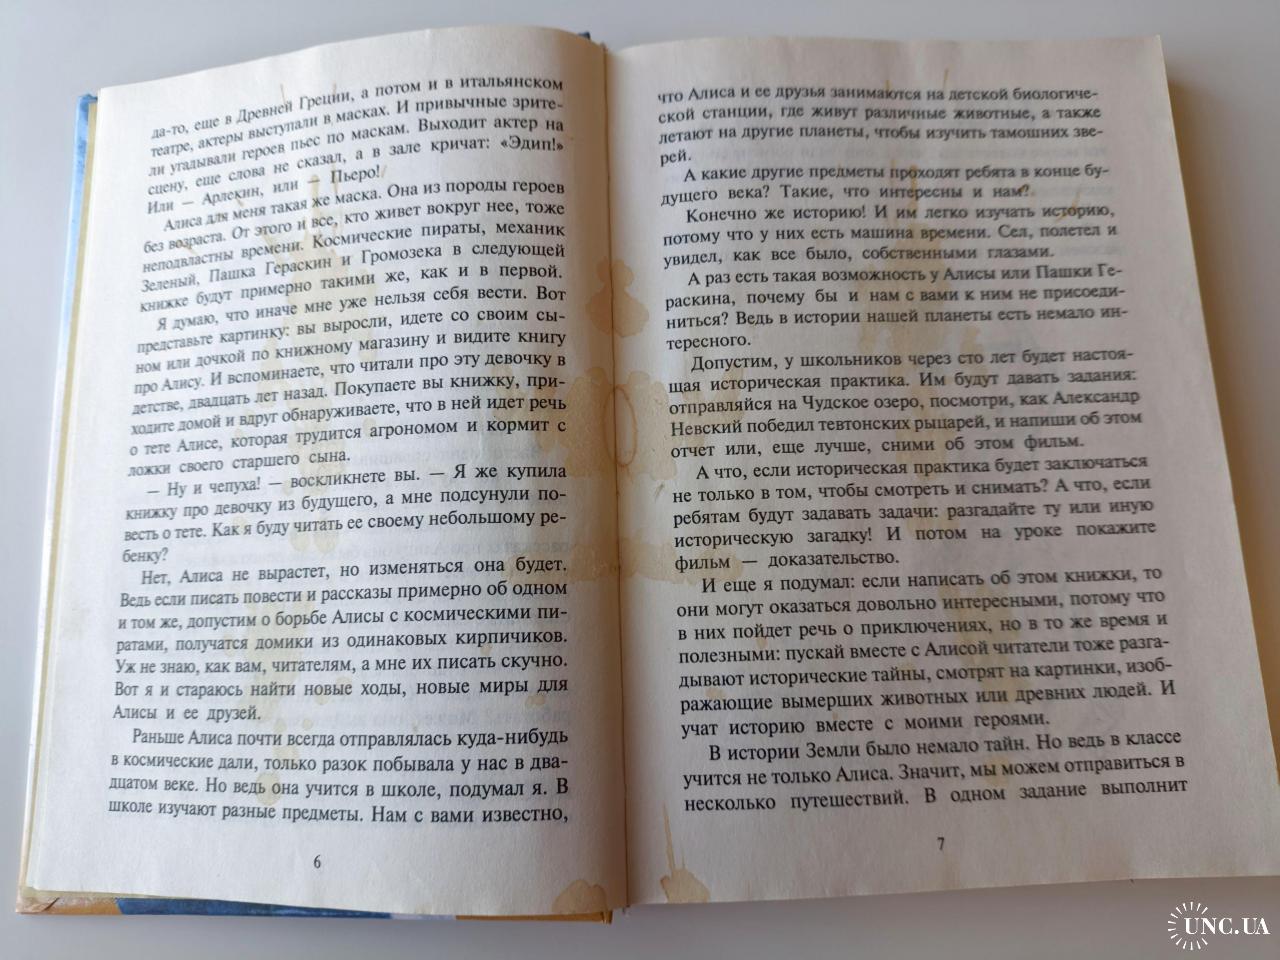 да-то, еще в Древней Греции, а потом и в итальянском
театре, актеры выступали в масках. И привычные зрите-
ли угадывали героев пьес по маскам. Выходит актер на
сцену, еще слова не сказал, а в зале кричат: «Эдип!»
Или — Арлекин, или — Пьеро!
Алиса для меня такая же маска. Она из породы героев
без возраста. От этого и все, кто живет вокруг нее, тоже
неподвластны времени. Космические пираты, механик
Зеленый, Пашка Гераскин и Громозека в следующей
книжке будут примерно такими же, как и в первой.
Я думаю, что иначе мне уже нельзя себя вести. Вот
представьте картинку: вы выросли, идете со своим сы-
ном или дочкой по книжному магазину и видите книгу
про Алису. И вспоминаете, что читали про эту девочку в
детстве, двадцать лет назад. Покупаете вы книжку, при-
ходите домой и вдруг обнаруживаете, что в ней идет речь
о тете Алисе, которая трудится агрономом и кормит с
ложки своего старшего сына.
— Ну и чепуха! — воскликнете вы. — Я же купила
книжку про девочку из будущего, а мне подсунули по-
весть о тете. Как я буду читать ее своему небольшому ре-
бенку?
Нет, Алиса не вырастет, но изменяться она будет.
Ведь если писать повести и рассказы примерно об одном
и том же, допустим о борьбе Алисы с космическими пи-
ратами, получатся домики из одинаковых кирпичиков.
Уж не знаю, как вам, читателям, а мне их писать скучно.
Вот я и стараюсь найти новые ходы, новые миры для
Алисы и ее друзей.
Раньше Алиса почти всегда отправлялась куда-нибудь
в космические дали, только разок побывала у нас в два-
дцатом веке. Но ведь она учится в школе, подумал я. В
школе изучают разные предметы. Нам с вами известно,
6
что Алиса и ее друзья занимаются на детской биологиче-
ской станции, где живут различные животные, а также
летают на другие планеты, чтобы изучить тамошних зве-
рей.
А какие другие предметы проходят ребята в конце бу-
дущего века? Такие, что интересны и нам?
Конечно же историю! И им легко изучать историю,
потому что у них есть машина времени. Сел, полетел и
увидел, как все было, собственными глазами.
А раз есть такая возможность у Алисы или Пашки Ге-
раскина, почему бы и нам с вами к ним не присоеди-
ниться? Ведь в истории нашей планеты есть немало ин-
тересного.
Допустим, у школьников через сто лет будет настоя-
щая историческая практика. Им будут давать задания:
отправляйся на Чудское озеро, посмотри, как Александр
Невский победил тевтонских рыцарей, и напиши об этом
отчет или, еще лучше, сними об этом фильм.
А что, если историческая практика будет заключаться
не только в том, чтобы смотреть и снимать? А что, если
ребятам будут задавать задачи: разгадайте ту или иную
историческую загадку! И потом на уроке покажите
фильм — доказательство.
И еще я подумал: если написать об этом книжки, то
они могут оказаться довольно интересными, потому что
в них пойдет речь о приключениях, но в то же время и
полезными: пускай вместе с Алисой читатели тоже разга-
дывают исторические тайны, смотрят на картинки, изоб-
ражающие вымерших животных или древних людей. И
учат историю вместе с моими героями.
В истории Земли было немало тайн. Но ведь в классе
учится не только Алиса. Значит, мы можем отправиться в
несколько путешествий. В одном задание выполнит
7
UNC.UA